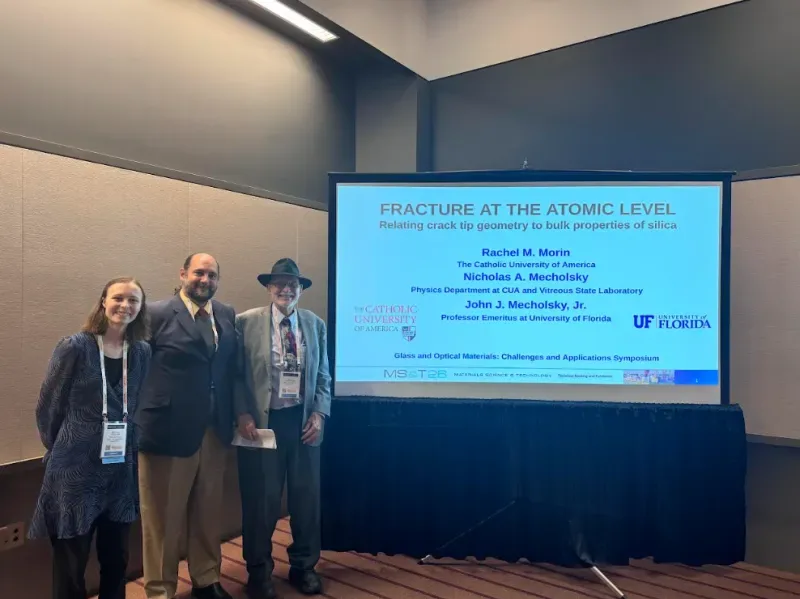 FRACTURE AT THE ATOMIC LEVEL
Relating crack tip geometry to bulk properties of silica
Rachel M. Morin
The Catholic University of America
Nicholas A. Mecholsky
Physics Department at CUA and Vitreous State Laboratory
John J. Mecholsky, Jr.
Professor Emeritus at University of Florida
THE CATHOLIC
UNIVERSITY
OF AMERICA
UF UNIVERSITY of
FLORIDA
Glass and Optical Materials: Challenges and Applications Symposium
MATERIALS SCIENCE & TECHNOLOGY